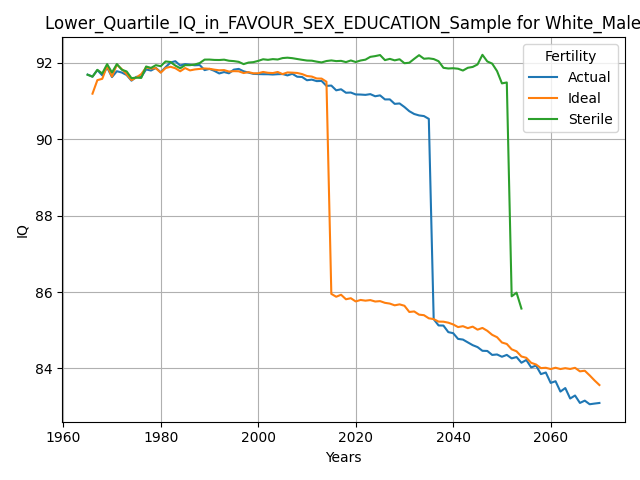 Lower_Quartile_IQ_in_FAVOUR_SEX_EDUCATION_Sample for White_Male
Fertility
Actual
Ideal
Sterile
IQ
92
90
88
86
84
1960
1980
2000
2020
2040
2060
Years